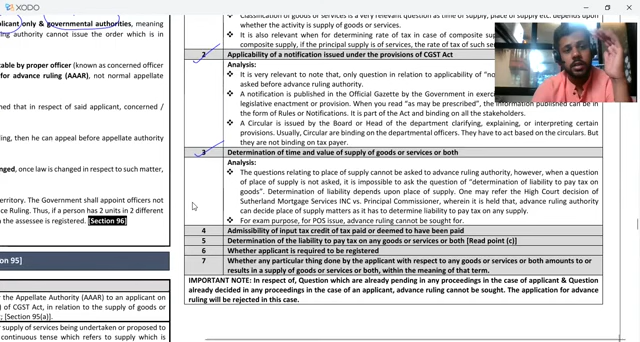 XODO
plicant only & governmental authorities, meaning
ing authority cannot issue the order which is in
table by proper officer (known as concerned officer
for advance ruling (AAAR), not normal appellate
ned that in respect of said applicant, concerned /
ling, then he can appeal before appellate authority
nged, once law is changed in respect to such matter,
erritory. The Government shall appoint officers not
ce Ruling. Thus, if a person has 2 units in 2 different
n the assessee is registered. [Section 96]
on 95]
r the Appellate Authority (AAAR) to an applicant on
) of CGST Act, in relation to the supply of goods or
t; [Section 95(a)].
r supply of services being undertaken or proposed to
continuous tense which refers to supply which is
Classification of goods or services is a very relevant question as time of supply, place of supply etc. depends upon
whether the activity is supply of goods or services.
It is also relevant when for determining rate of tax in case of composite sup
composite supply, if the principal supply is of services, the rate of tax of such ser
2 Applicability of a notification issued under the provisions of CGST Act
Analysis:
It is very relevant to note that, only question in relation to applicability of "no
asked before advance ruling authority.
A notification is published in the Official Gazette by the Government in exerci
legislative enactment or provision. When you read "as may be prescribed", the information published can be in
the form of Rules or Notifications. It is part of the Act and binding on all the stakeholders.
A Circular is issued by the Board or Head of the department clarifying, explaining, or interpreting certain
provisions. Usually, Circular are binding on the departmental officers. They have to act based on the circulars. But
they are not binding on tax payer.
3 Determination of time and value of supply of goods or services or both
Analysis:
The questions relating to place of supply cannot be asked to advance ruling authority, however, when a question
of place of supply is not asked, it is impossible to ask the question of "determination of liability to pay tax on
goods". Determination of liability depends upon place of supply. One may refer the High Court decision of
Sutherland Mortgage Services INC vs. Principal Commissioner, wherein it is held that, advance ruling
authority can decide place of supply matters as it has to determine liability to pay tax on any supply.
For exam purpose, for POS issue, advance ruling cannot be sought for.
4 Admissibility of input tax credit of tax paid or deemed to have been paid
5 Determination of the liability to pay tax on any goods or services or both [Read point (c)]
6 Whether applicant is required to be registered
7 Whether any particular thing done by the applicant with respect to any goods or services or both amounts to or
results in a supply of goods or services or both, within the meaning of that term.
IMPORTANT NOTE: In respect of, Question which are already pending in any proceedings in the case of applicant & Question
already decided in any proceedings in the case of an applicant, advance ruling cannot be sought. The application for advance
ruling will be rejected in this case.